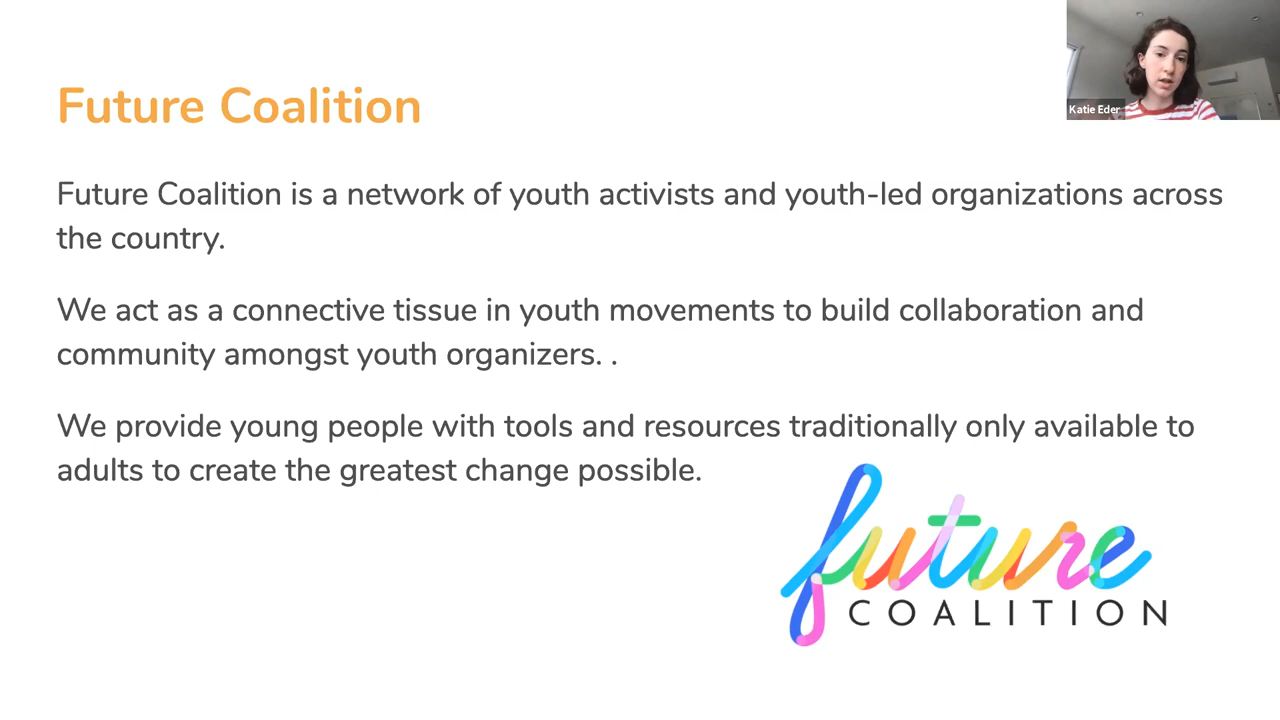 Future Coalition
Katie Eder
Future Coalition is a network of youth activists and youth-led organizations across
the country.
We act as a connective tissue in youth movements to build collaboration and
community amongst youth organizers. .
We provide young people with tools and resources traditionally only available to
adults to create the greatest change possible.
future
COALITION